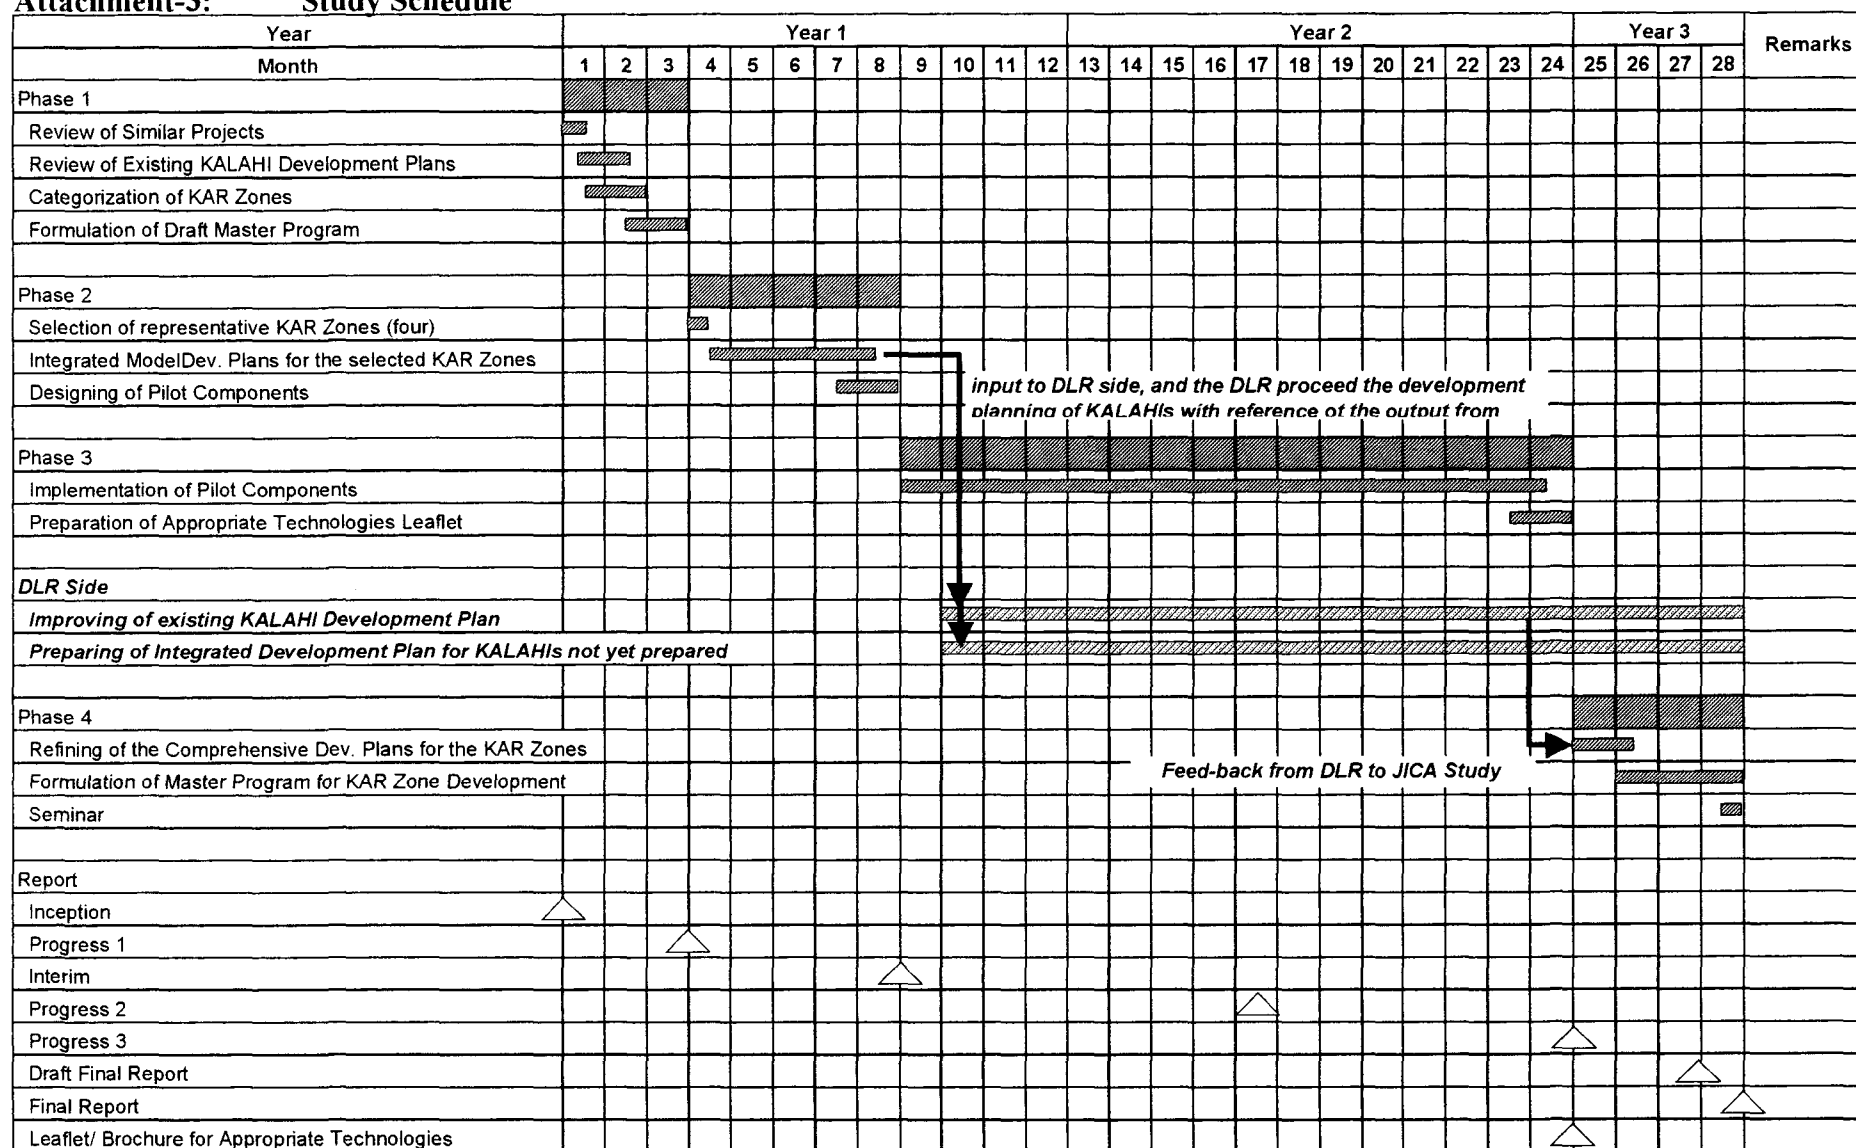 Attachment-3: Study Schedule
Year Year 1 Year 2 Year 3 Remarks
Month 1 2 3 4 5 6 7 8 9 10 11 12 13 14 15 16 17 18 19 20 21 22 23 24 25 26 27 28
Phase 1
Review of Similar Projects
Review of Existing KALAHI Development Plans
Categorization of KAR Zones
Formulation of Draft Master Program
Phase 2
Selection of representative KAR Zones (four)
Integrated ModelDev. Plans for the selected KAR Zones
Designing of Pilot Components
input to DLR side, and the DLR proceed the development
planning of KALAHIs with reference of the output from
Phase 3
Implementation of Pilot Components
Preparation of Appropriate Technologies Leaflet
DLR Side
Improving of existing KALAHI Development Plan
Preparing of Integrated Development Plan for KALAHIs not yet prepared
Phase 4
Refining of the Comprehensive Dev. Plans for the KAR Zones
Feed-back from DLR to JICA Study
Formulation of Master Program for KAR Zone Development
Seminar
Report
Inception
Progress 1
Interim
Progress 2
Progress 3
Draft Final Report
Final Report
Leaflet/ Brochure for Appropriate Technologies